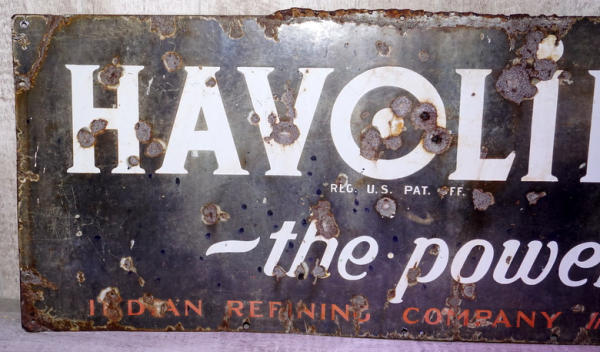 HAVOLI
REG. U.S. PAT. OFF.
—the powe
INDIAN REFINING COMPANY